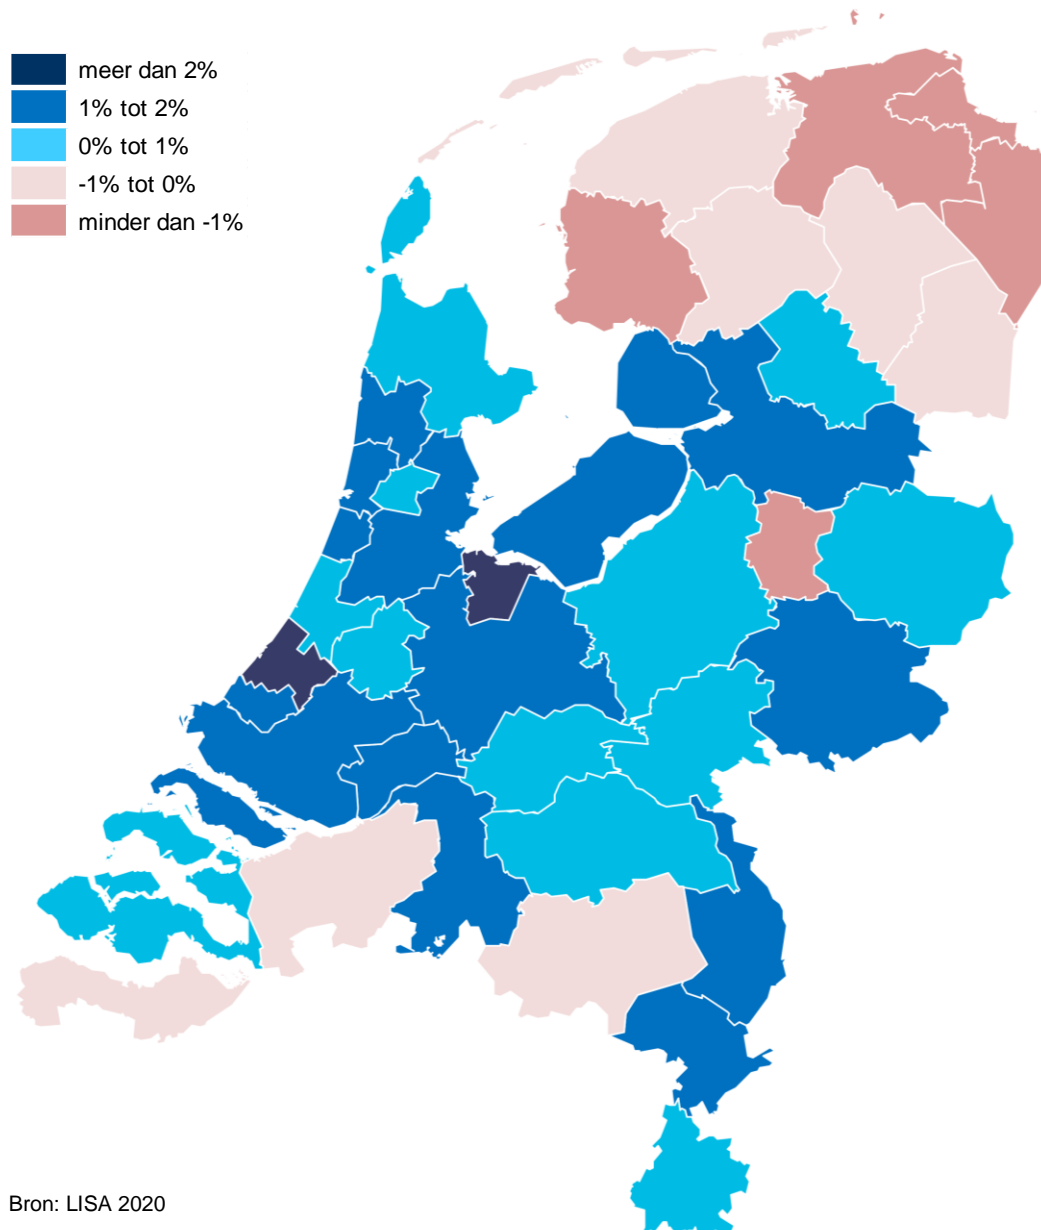 meer dan 2%
1% tot 2%
0% tot 1%
-1% tot 0%
minder dan -1%
Bron: LISA 2020